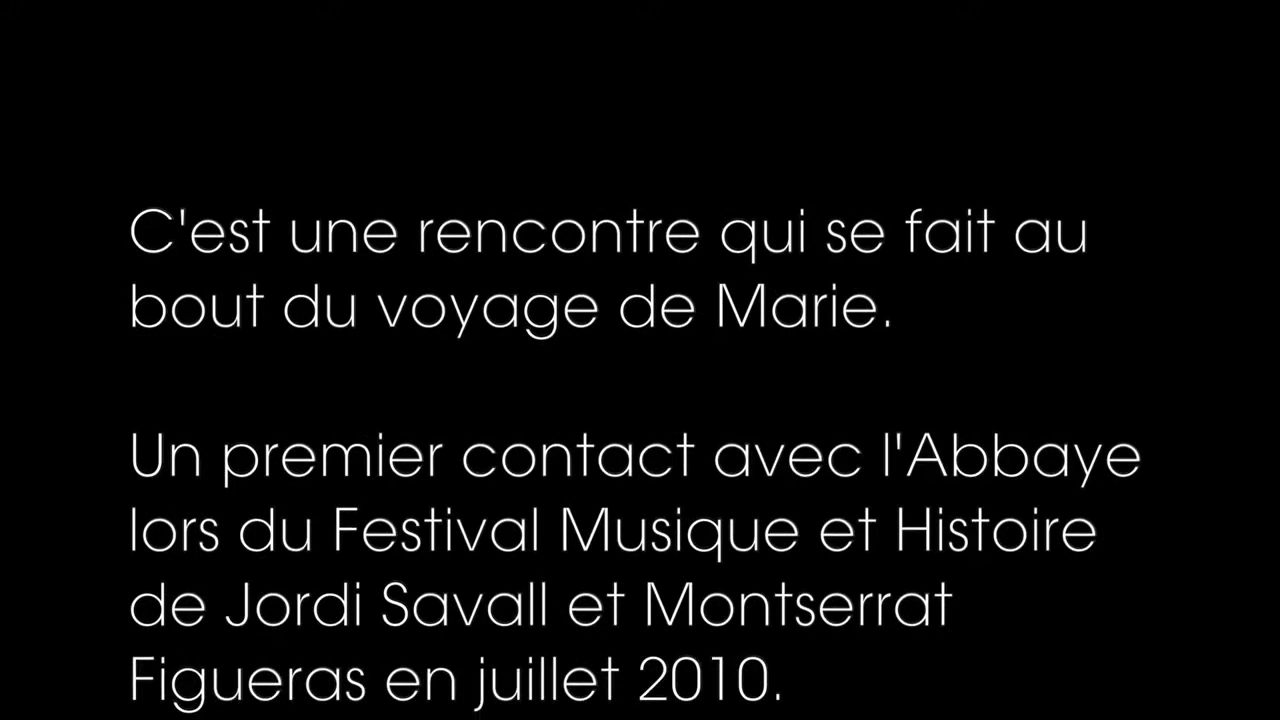 C'est une rencontre qui se fait au
bout du voyage de Marie.
Un premier contact avec l'Abbaye
lors du Festival Musique et Histoire
de Jordi Savall et Montserrat
Figueras en juillet 2010.